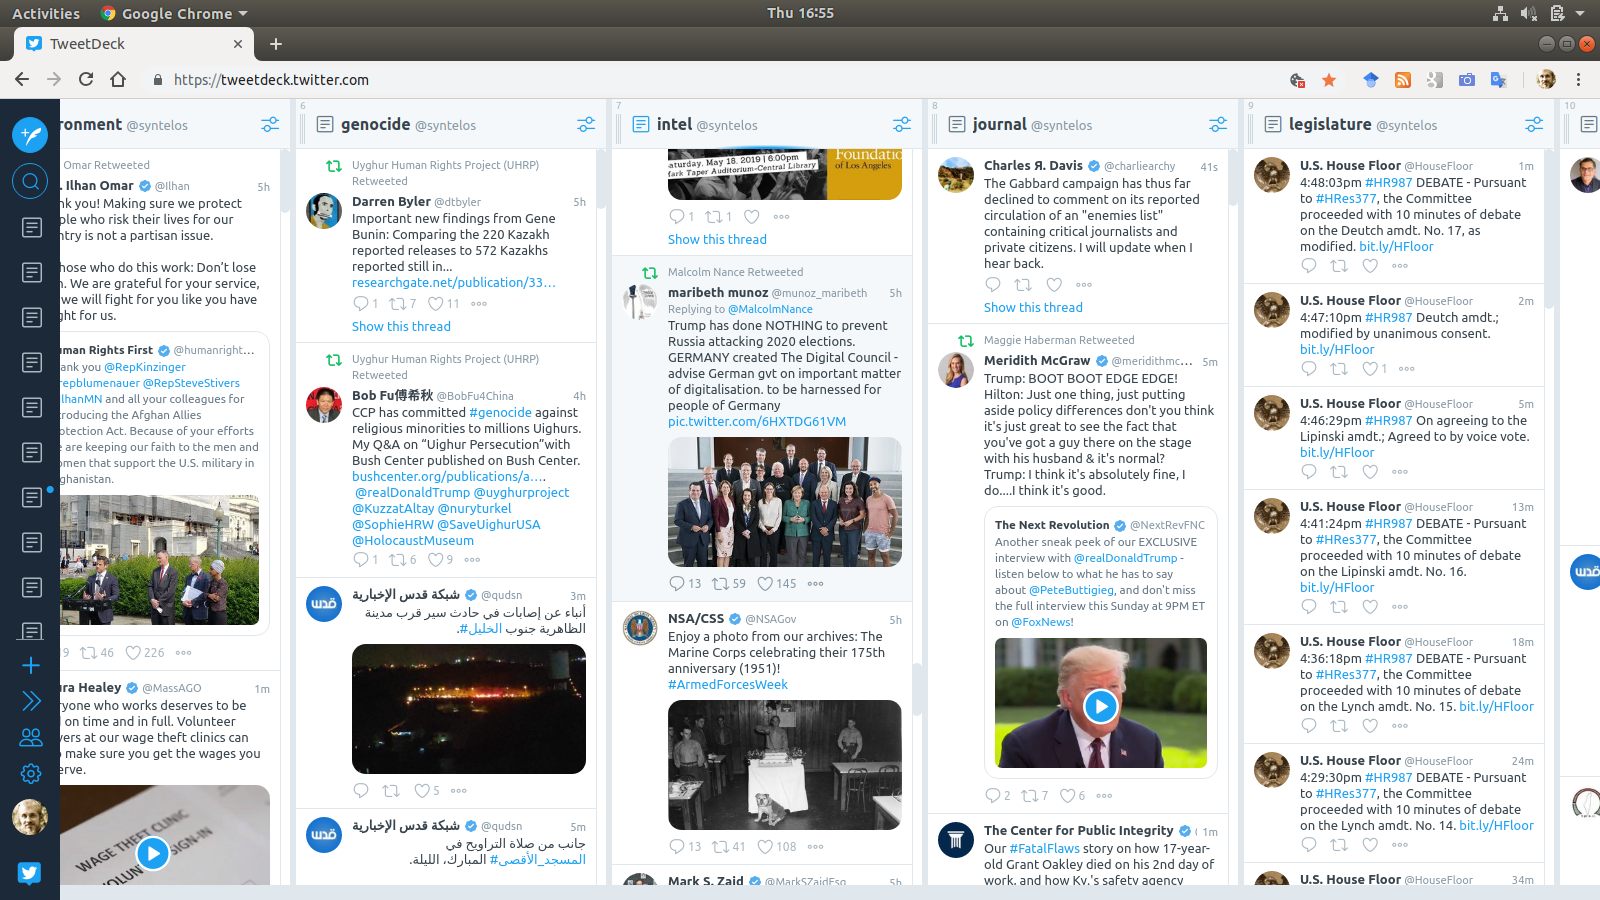 Activities
Google Chrome
Thu 16:55
TweetDeck
https://tweetdeck.twitter.com
ronment @syntelos
Omar Retweeted
. Ilhan Omar @Ilhan 5h
nk you! Making sure we protect
ple who risk their lives for our
ntry is not a partisan issue.
hose who do this work: Don't lose
. We are grateful for your service,
we will fight for you like you have
ght for us.
uman Rights First @humanright...
ank you @RepKinzinger
repblumenauer @RepSteveStivers
lhanMN and all your colleagues for
troducing the Afghan Allies
otection Act. Because of your efforts
e are keeping our faith to the men and
omen that support the U.S. military in
ghanistan.
9 46 226
ura Healey @MassAGO 1m
ryone who works deserves to be
d on time and in full. Volunteer
yers at our wage theft clinics can
make sure you get the wages you
erve.
WAGE THEFT CLINIC
VOLUN SIGN-IN
6
genocide @syntelos
Uyghur Human Rights Project (UHRP)
Retweeted
Darren Byler @dtbyler 5h
Important new findings from Gene
Bunin: Comparing the 220 Kazakh
reported releases to 572 Kazakhs
reported still in...
researchgate.net/publication/33...
1 7 11
Show this thread
Uyghur Human Rights Project (UHRP)
Retweeted
Bob Fu傅希秋 @BobFu4China 4h
CCP has committed #genocide against
religious minorities to millions Uighurs.
My Q&A on “Uighur Persecution”with
Bush Center published on Bush Center.
bushcenter.org/publications/a....
@realDonaldTrump @uyghurproject
@KuzzatAltay @nuryturkel
@SophieHRW @SaveUighurUSA
@HolocaustMuseum
1 6 9
قدس
شبكة قدس الإخبارية @qudsn 3m
أنباء عن إصابات في حادث سير قرب مدينة
الظاهرية جنوب #الخليل.
5
قدس
شبكة قدس الإخبارية @qudsn 5m
جانب من صلاة التراويح في
#المسجد_الأقصى المبارك، الليلة.
7
intel @syntelos
Saturday, May 18, 2019 | 6:00pm
Mark Taper Auditorium-Central Library
Foundation
of Los Angeles
1 1
Show this thread
Malcolm Nance Retweeted
maribeth munoz @munoz_maribeth 5h
Replying to @MalcolmNance
Trump has done NOTHING to prevent
Russia attacking 2020 elections.
GERMANY created The Digital Council -
advise German gvt on important matter
of digitalisation. to be harnessed for
people of Germany
pic.twitter.com/6HXTDG61VM
13 59 145
NSA/CSS @NSAGov 5h
Enjoy a photo from our archives: The
Marine Corps celebrating their 175th
anniversary (1951)!
#ArmedForcesWeek
13 41 108
Mark S. Zaid @MarkSZaidEsq 5h
8
journal @syntelos
Charles Я. Davis @charliearchy 41s
The Gabbard campaign has thus far
declined to comment on its reported
circulation of an "enemies list"
containing critical journalists and
private citizens. I will update when I
hear back.
Show this thread
Maggie Haberman Retweeted
Meridith McGraw @meridithmc... 5m
Trump: BOOT BOOT EDGE EDGE!
Hilton: Just one thing, just putting
aside policy differences don't you think
it's just great to see the fact that
you've got a guy there on the stage
with his husband & it's normal?
Trump: I think it's absolutely fine, I
do....I think it's good.
The Next Revolution @NextRevFNC
Another sneak peek of our EXCLUSIVE
interview with @realDonaldTrump -
listen below to what he has to say
about @PeteButtigieg, and don't miss
the full interview this Sunday at 9PM ET
on @FoxNews!
2 7 6
The Center for Public Integrity 1m
Our #FatalFlaws story on how 17-year-
old Grant Oakley died on his 2nd day of
work, and how Ky.'s safety agency
9
legislature @syntelos
U.S. House Floor @HouseFloor 1m
4:48:03pm #HR987 DEBATE - Pursuant
to #HRes377, the Committee
proceeded with 10 minutes of debate
on the Deutch amdt. No. 17, as
modified. bit.ly/HFloor
U.S. House Floor @HouseFloor 2m
4:47:10pm #HR987 Deutch amdt.;
modified by unanimous consent.
bit.ly/HFloor
1
U.S. House Floor @HouseFloor 5m
4:46:29pm #HR987 On agreeing to the
Lipinski amdt.; Agreed to by voice vote.
bit.ly/HFloor
U.S. House Floor @HouseFloor 13m
4:41:24pm #HR987 DEBATE - Pursuant
to #HRes377, the Committee
proceeded with 10 minutes of debate
on the Lipinski amdt. No. 16.
bit.ly/HFloor
U.S. House Floor @HouseFloor 18m
4:36:18pm #HR987 DEBATE - Pursuant
to #HRes377, the Committee
proceeded with 10 minutes of debate
on the Lynch amdt. No. 15. bit.ly/HFloor
U.S. House Floor @HouseFloor 24m
4:29:30pm #HR987 DEBATE - Pursuant
to #HRes377, the Committee
proceeded with 10 minutes of debate
on the Lynch amdt. No. 14. bit.ly/HFloor
U.S. House Floor @HouseFloor 34m
10
قدس